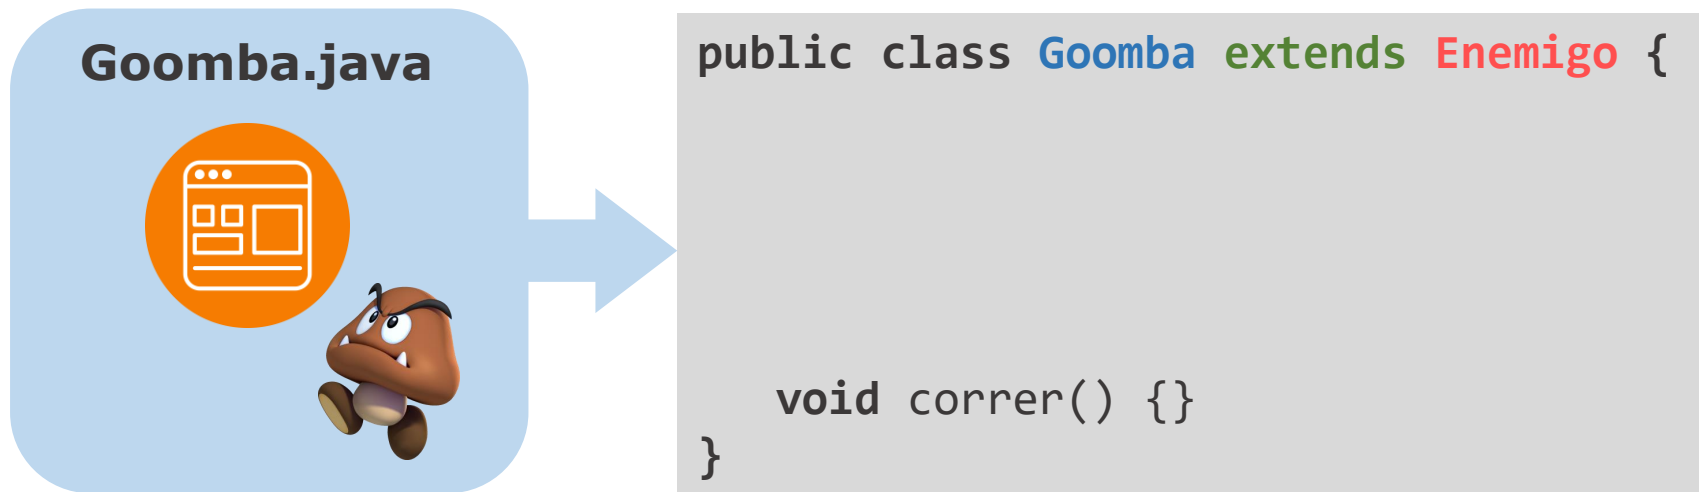 Goomba.java
public class Goomba extends Enemigo {
void correr() {}
}